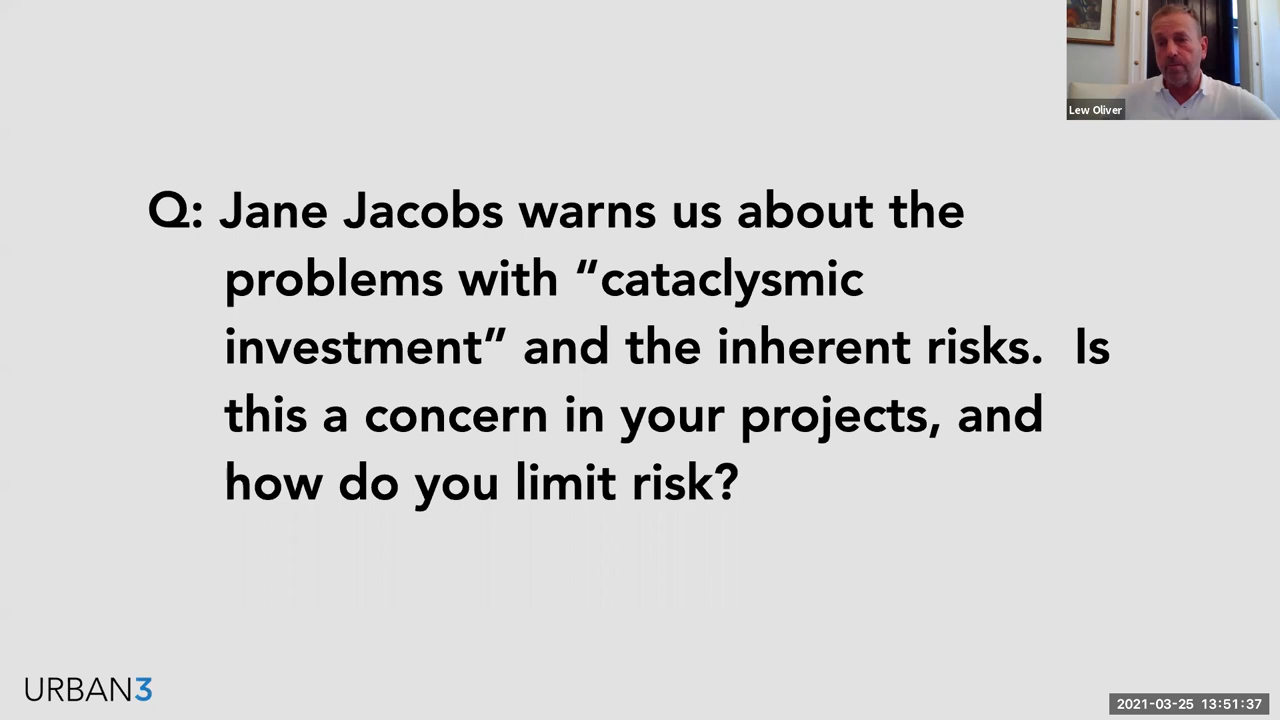 Lew Oliver
Q: Jane Jacobs warns us about the
problems with “cataclysmic
investment” and the inherent risks.  Is
this a concern in your projects, and
how do you limit risk?
URBAN3
2021-03-25 13:51:37